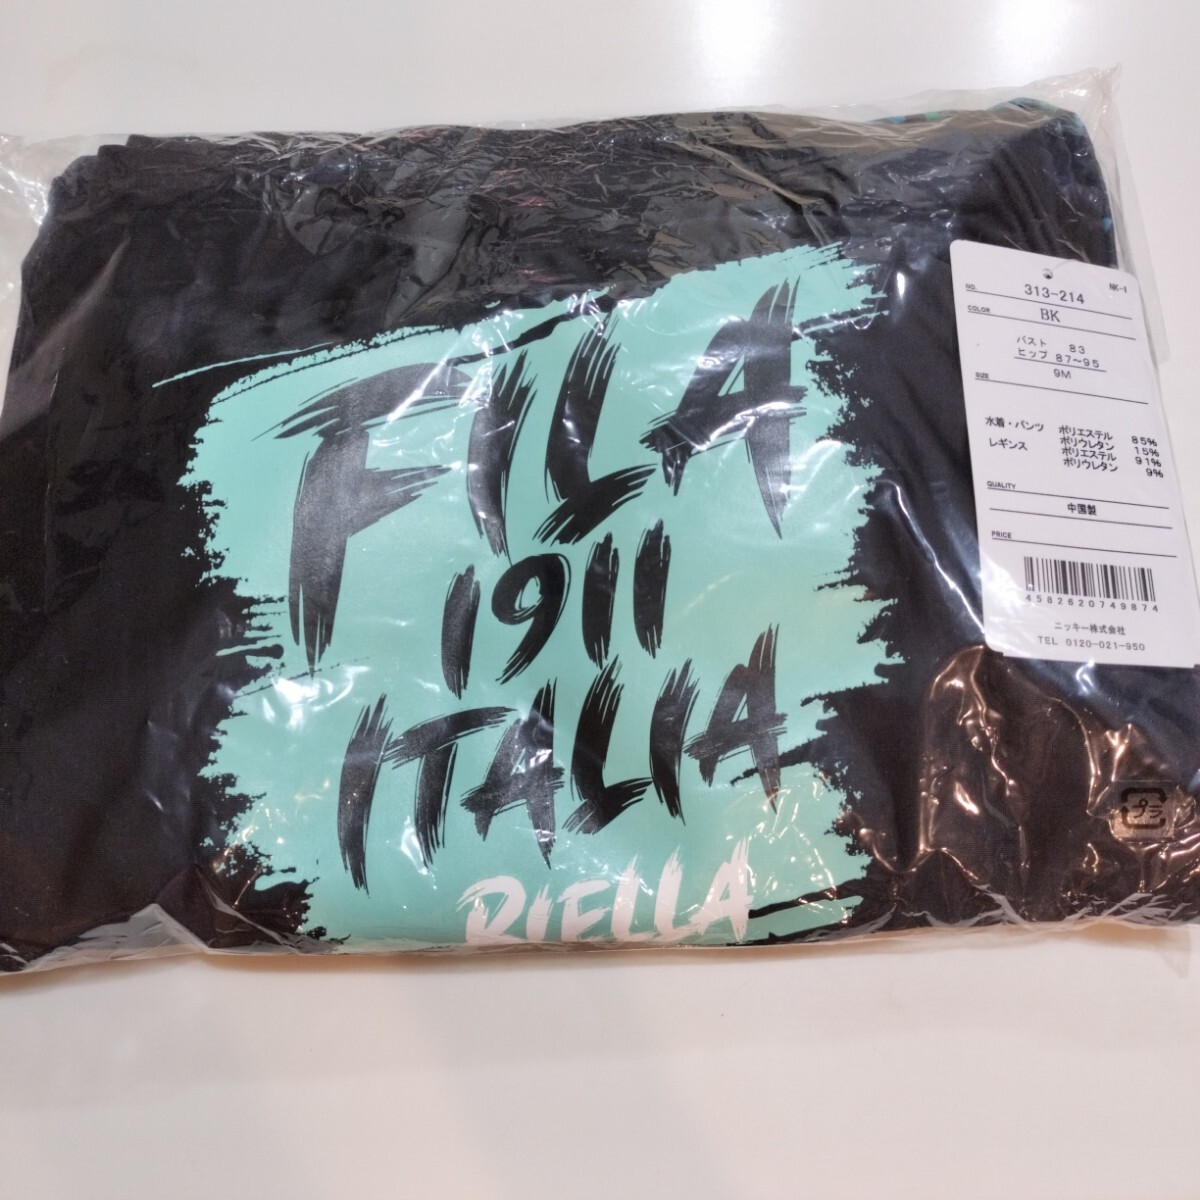 FILA
1911
ITALIA
BIELLA
NK-1
NO. 313-214
COLOR BK
バスト 83
ヒップ 87~95
SIZE 9M
水着・パンツ ポリエステル 85%
ポリウレタン 15%
レギンス ポリエステル 91%
ポリウレタン 9%
QUALITY
中国製
PRICE
4582620749874
ニッキー株式会社
TEL 0120-021-950
プラ